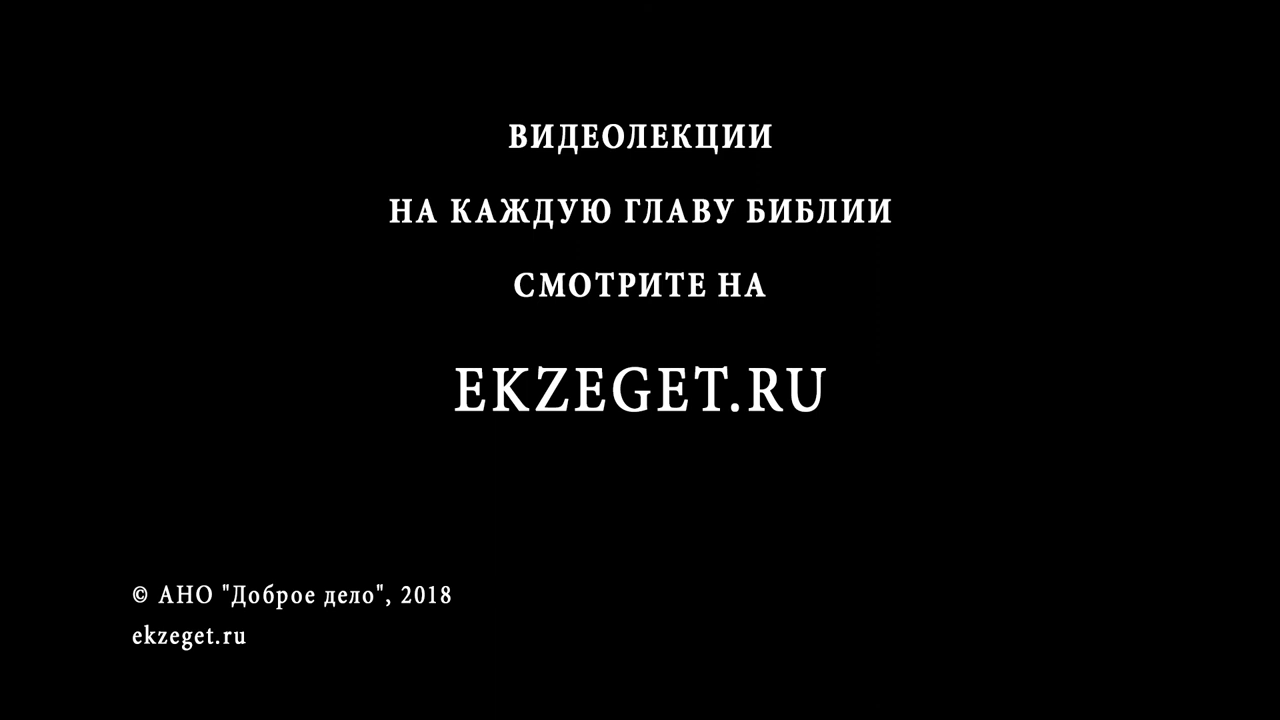 ВИДЕОЛЕКЦИИ
НА КАЖДУЮ ГЛАВУ БИБЛИИ
СМОТРИТЕ НА
EKZEGET.RU
© АНО "Доброе дело", 2018
ekzeget.ru